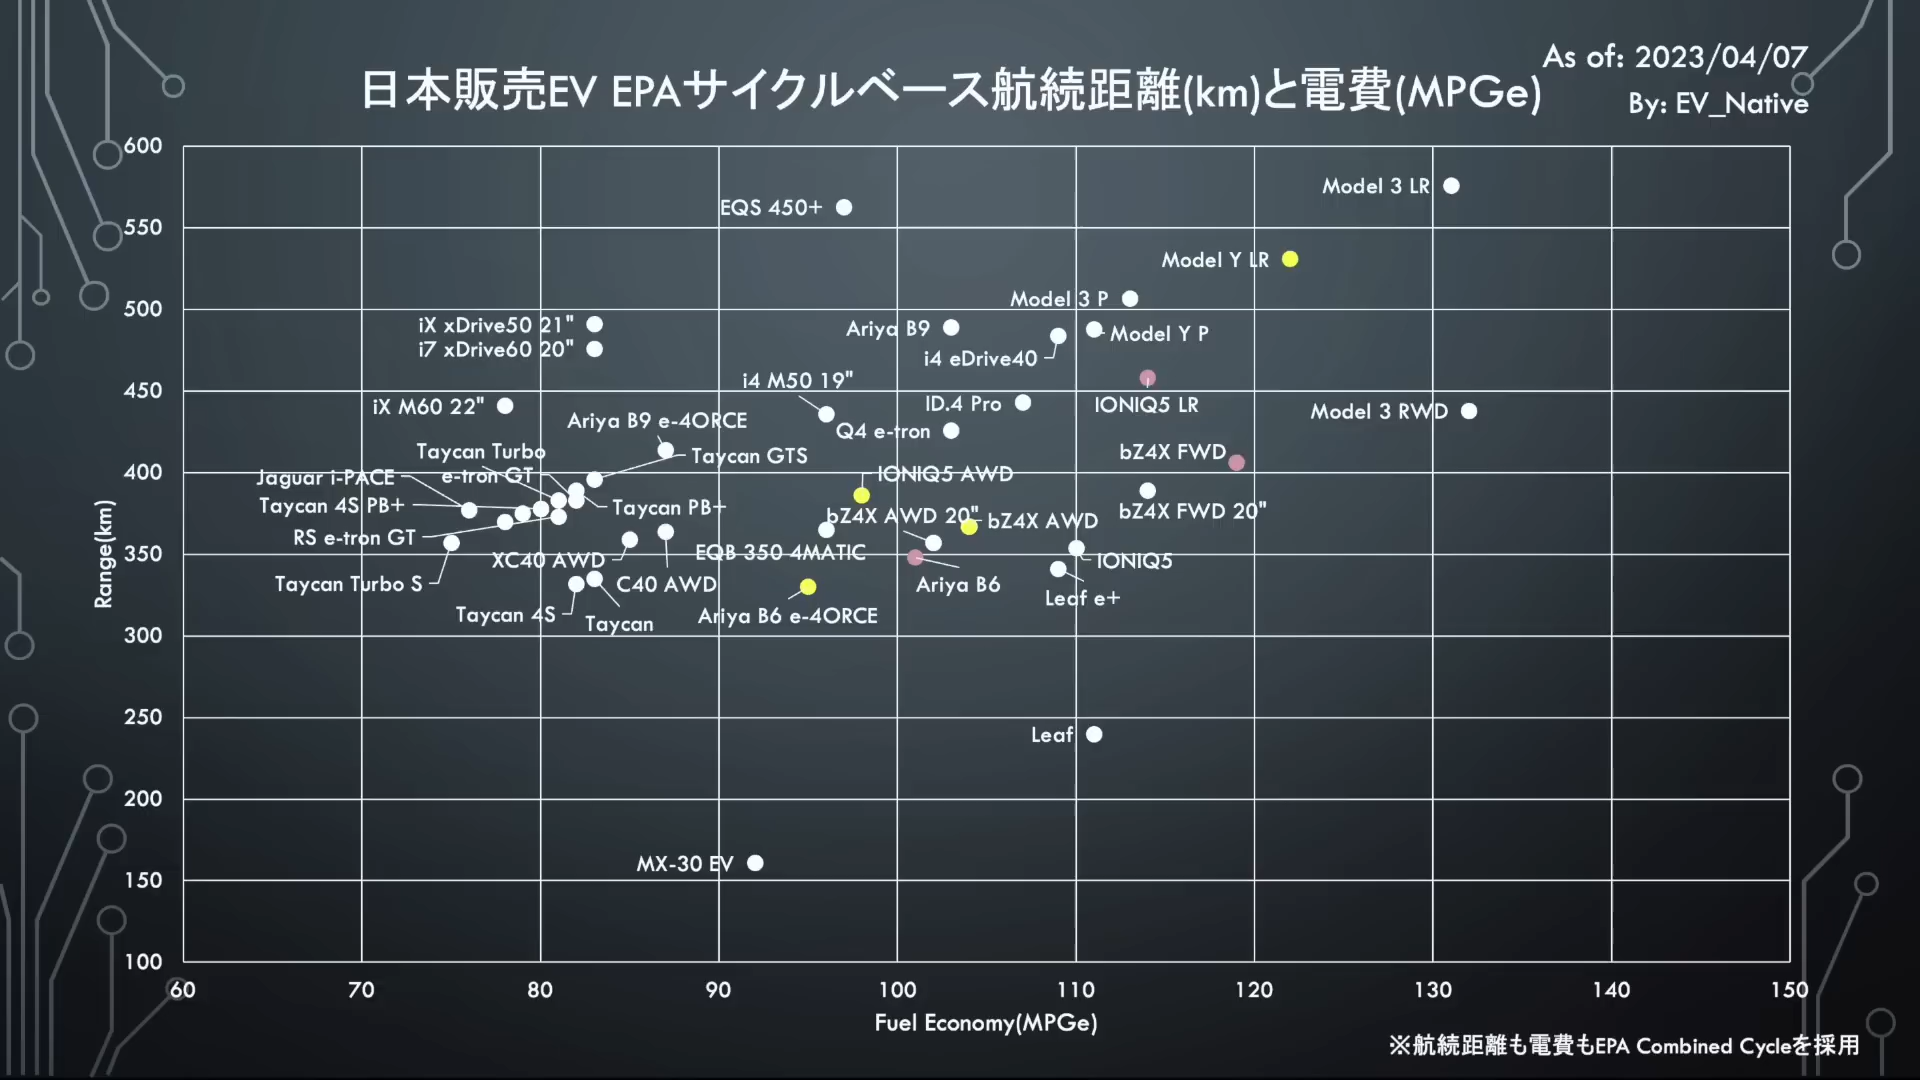 As of: 2023/04/07
日本販売EV EPAサイクルベース航続距離(km)と電費(MPGe)
By: EV_Native
600
550
500
450
400
350
300
250
200
150
100
Range(km)
Model 3 LR
EQS 450+
Model Y LR
Model 3 P
iX xDrive50 21"
Ariya B9
Model Y P
i7 xDrive60 20"
i4 eDrive40
i4 M50 19"
iX M60 22"
ID.4 Pro
IONIQ5 LR
Model 3 RWD
Ariya B9 e-4ORCE
Q4 e-tron
Taycan Turbo
Taycan GTS
bZ4X FWD
Jaguar i-PACE
e-tron GT
IONIQ5 AWD
Taycan 4S PB+
Taycan PB+
bZ4X AWD 20"
bZ4X AWD
bZ4X FWD 20"
RS e-tron GT
XC40 AWD
EQB 350 4MATIC
IONIQ5
Taycan Turbo S
C40 AWD
Ariya B6
Leaf e+
Taycan 4S
Taycan
Ariya B6 e-4ORCE
Leaf
MX-30 EV
60
70
80
90
100
110
120
130
140
150
Fuel Economy(MPGe)
※航続距離も電費もEPA Combined Cycleを採用